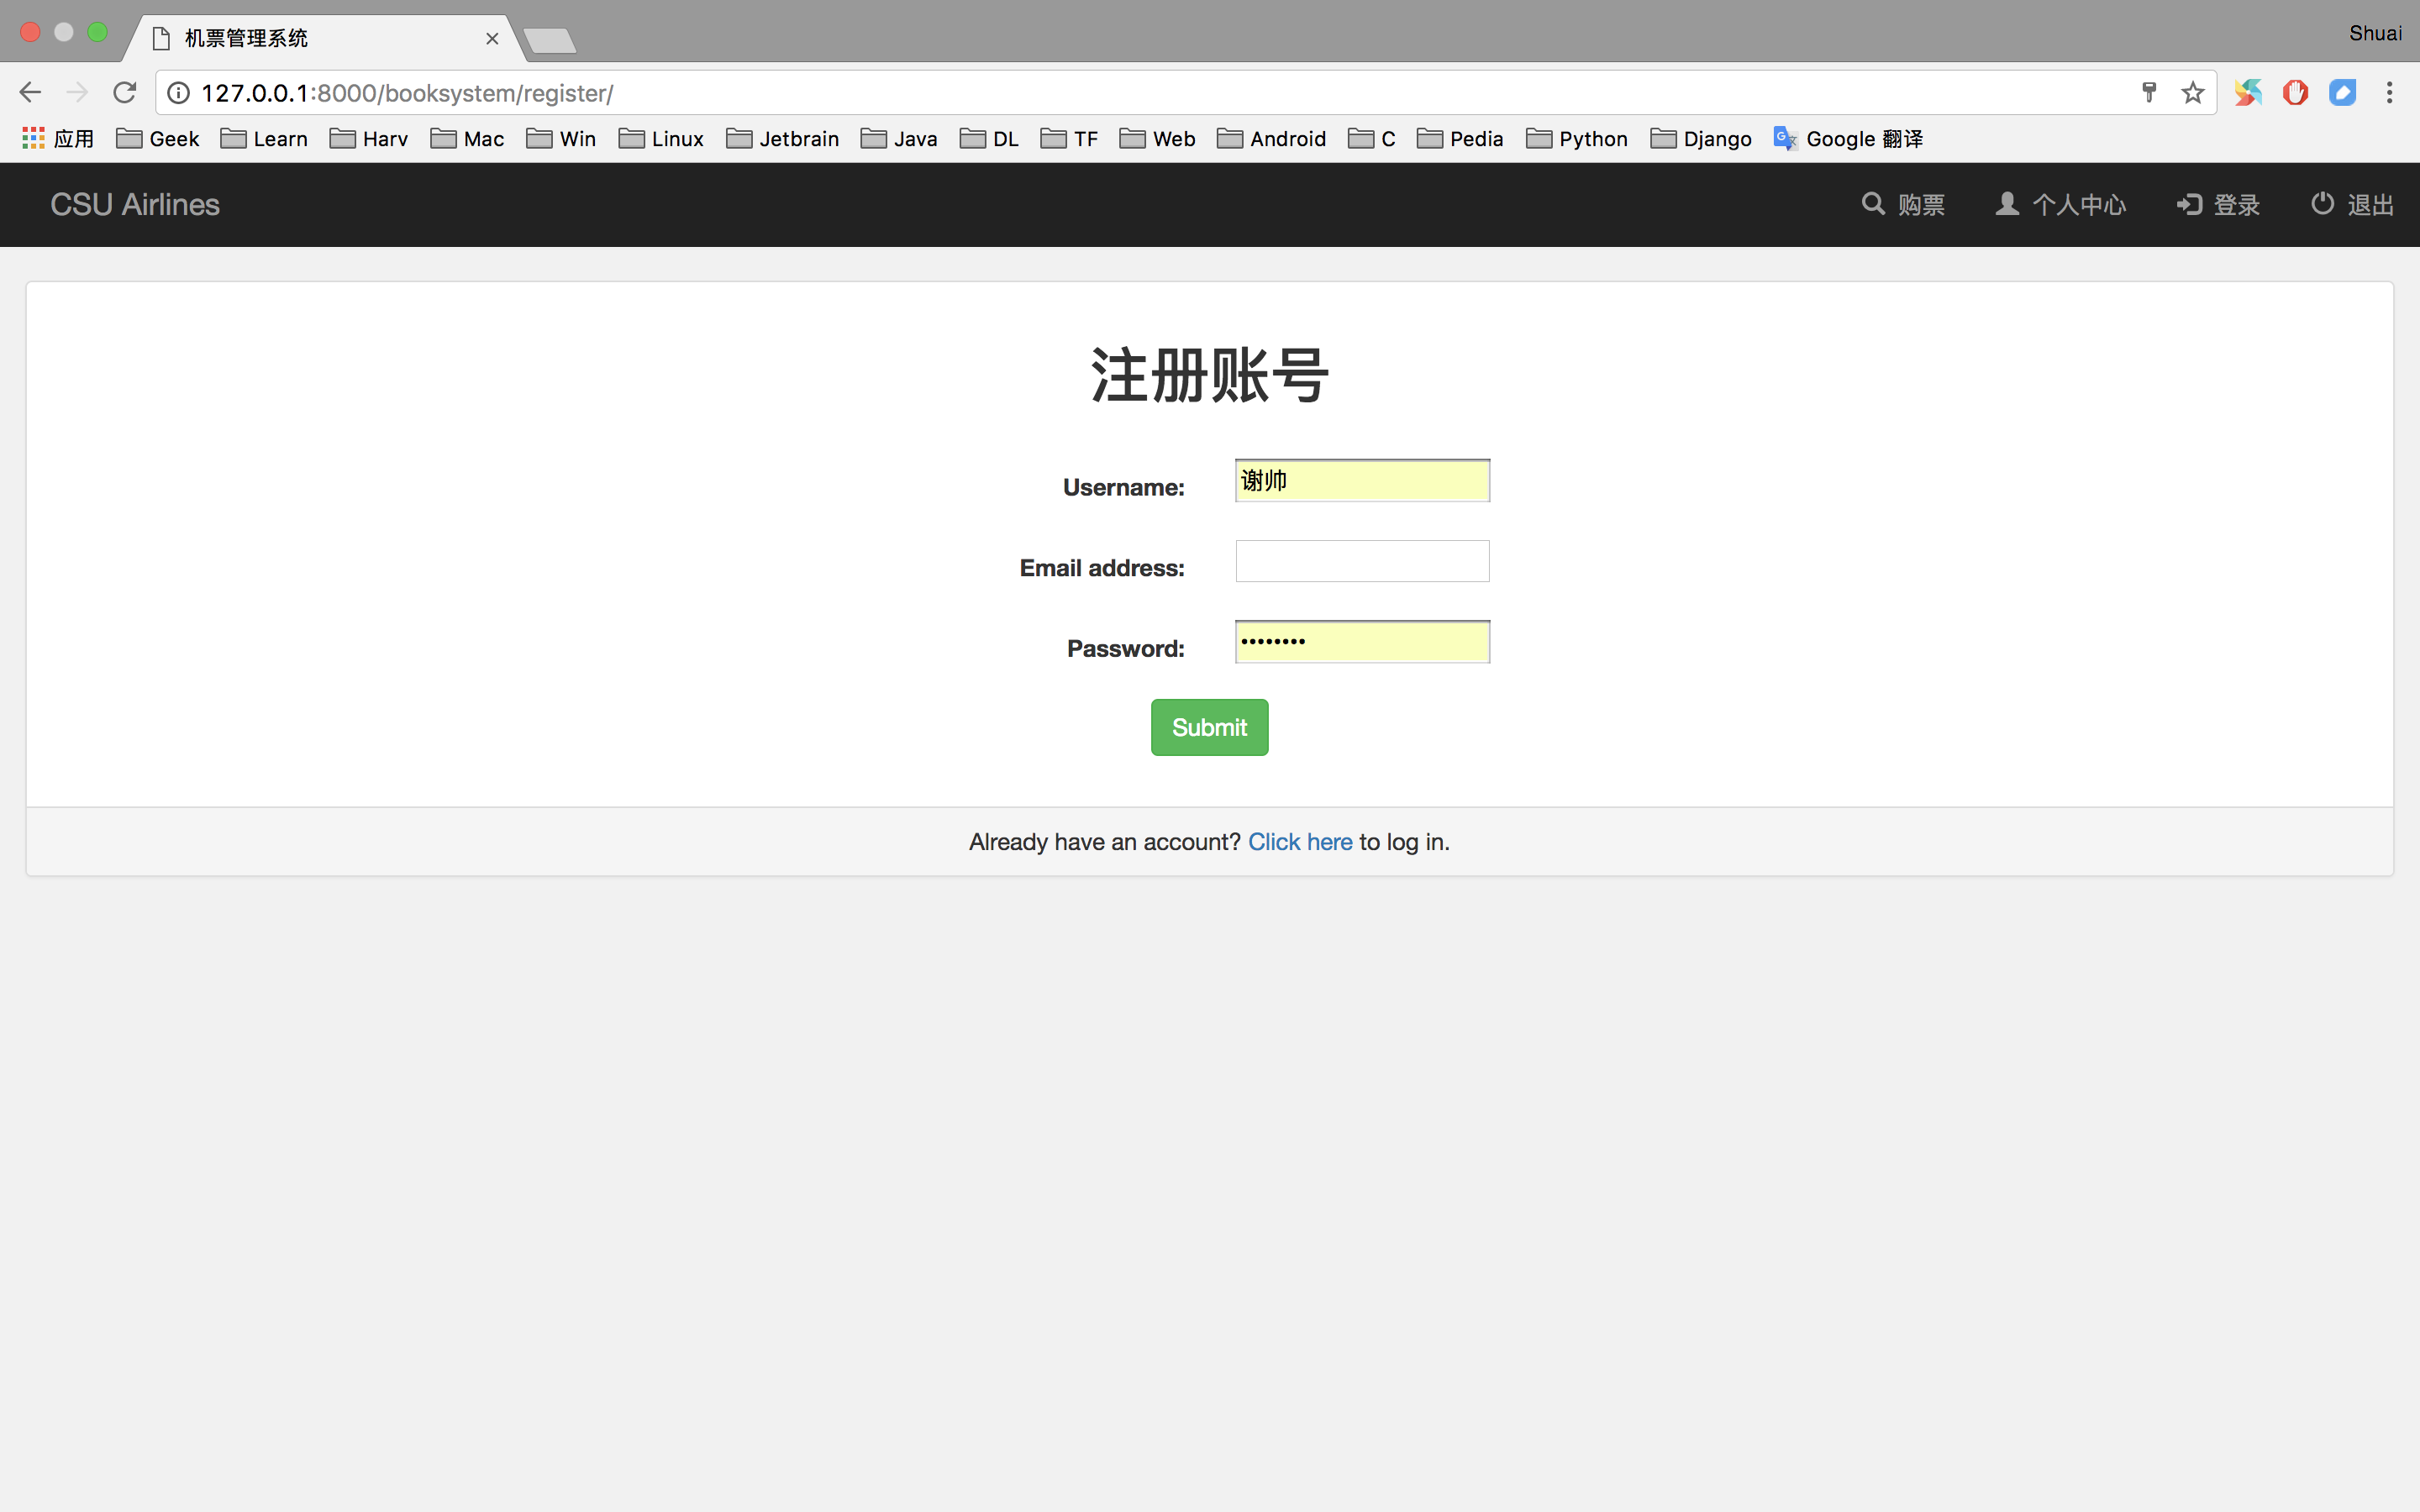 机票管理系统
Shuai
127.0.0.1:8000/booksystem/register/
应用 Geek Learn Harv Mac Win Linux Jetbrain Java DL TF Web Android C Pedia Python Django Google 翻译
CSU Airlines 购票 个人中心 登录 退出
注册账号
Username: 谢帅
Email address:
Password: ••••••••
Submit
Already have an account? Click here to log in.